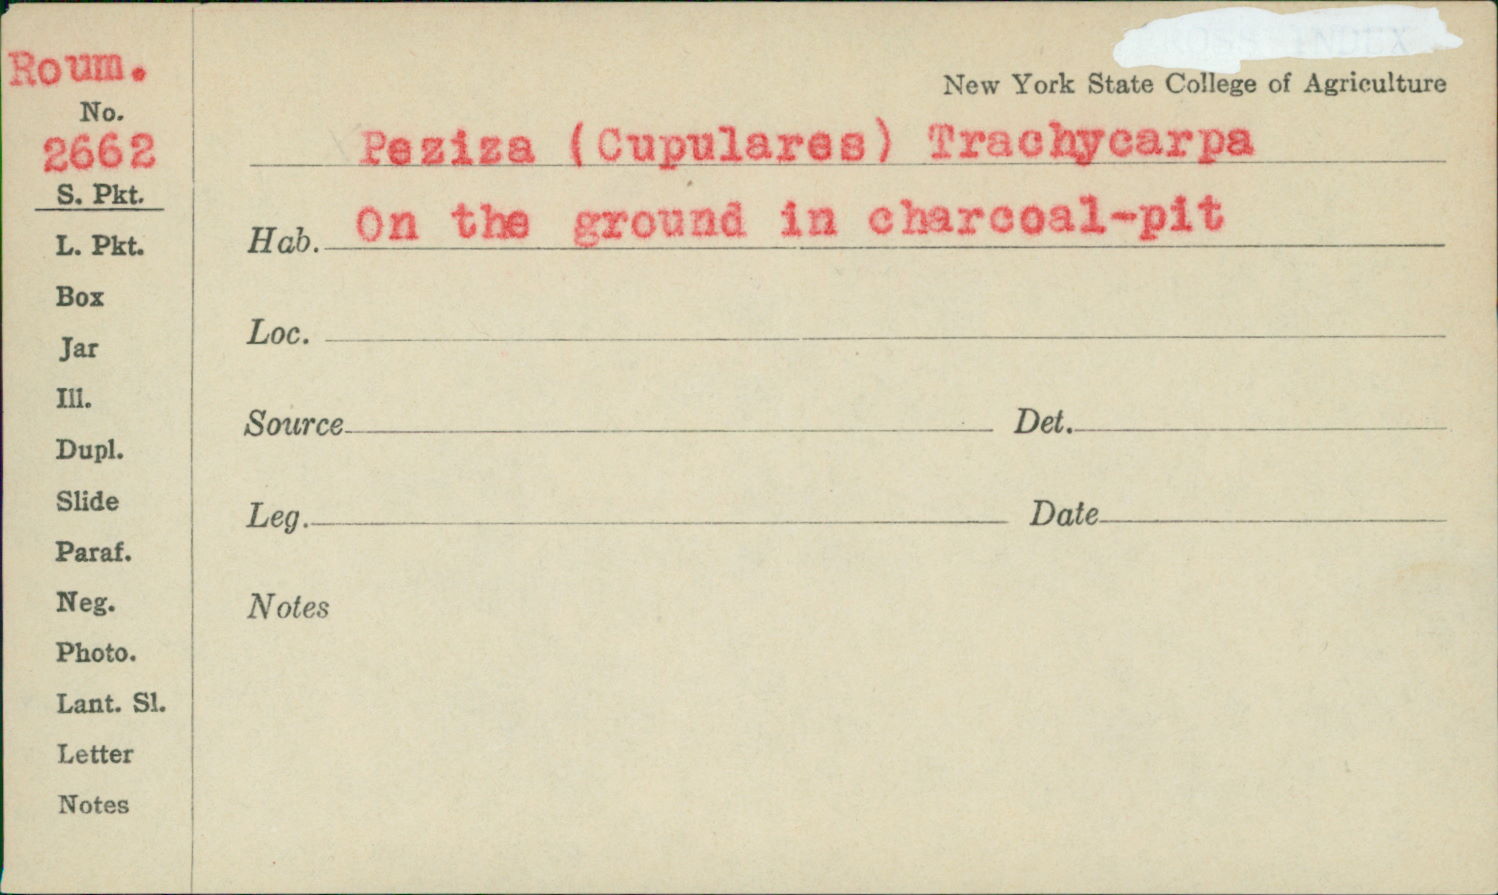 Roum.
No.
2662
S. Pkt.
L. Pkt.
Box
Jar
Ill.
Dupl.
Slide
Paraf.
Neg.
Photo.
Lant. Sl.
Letter
Notes
INDEX
New York State College of Agriculture
Peziza (Cupulares) Trachycarpa
Hab. On the ground in charcoal-pit
Loc.
Source Det.
Leg. Date
Notes